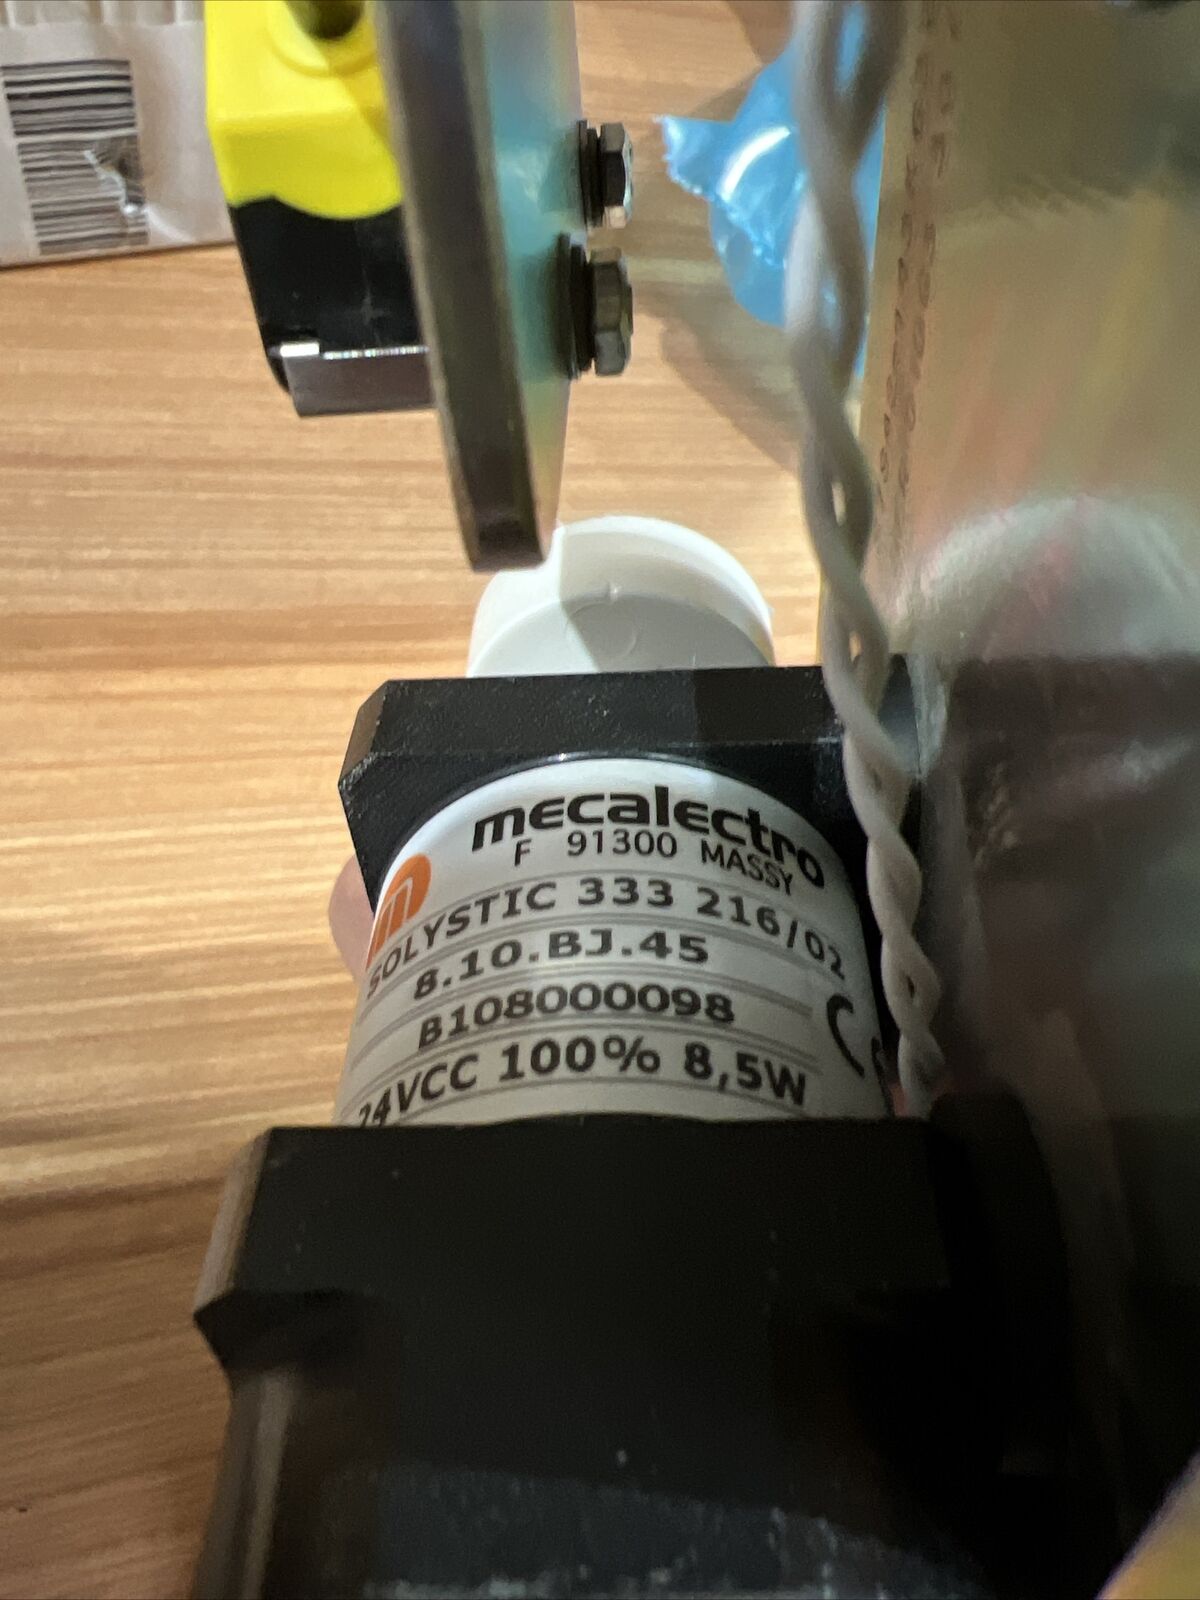 mecalectro
F 91300 MASSY
m
SOLYSTIC 333 216/02
8.10.BJ.45
B108000098
24VCC 100% 8,5W